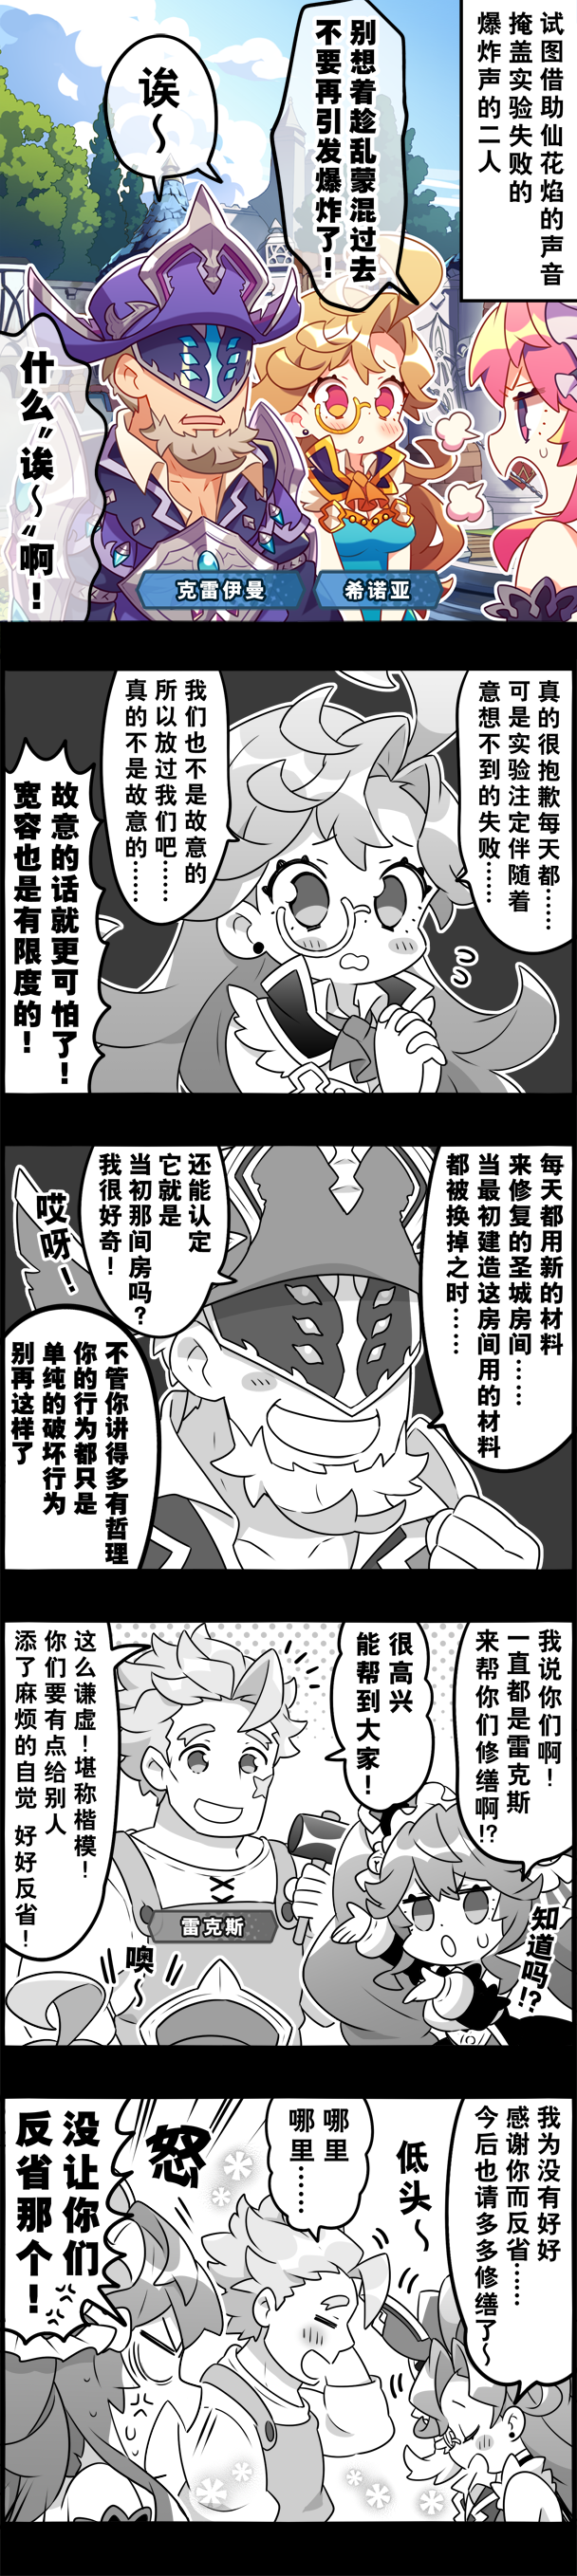 试图借助仙花焰的声音
掩盖实验失败的
爆炸声的二人
别想着趁乱蒙混过去
不要再引发爆炸了！
诶～
什么〝诶～〞啊！
克雷伊曼
希诺亚
真的很抱歉每天都……
可是实验注定伴随着
意想不到的失败……
我们也不是故意的
所以放过我们吧……
真的不是故意的……
故意的话就更可怕了！
宽容也是有限度的！
每天都用新的材料
来修复的圣城房间……
当最初建造这房间用的材料
都被换掉之时……
还能认定
它就是
当初那间房吗？
我很好奇！
哎呀！
不管你讲得多有哲理
你的行为都只是
单纯的破坏行为
别再这样了
我说你们啊！
一直都是雷克斯
来帮你们修缮啊!?
知道吗!?
很高兴
能帮到大家！
雷克斯
这么谦虚！堪称楷模！
你们要有点给别人
添了麻烦的自觉 好好反省！
噢～
我为没有好好
感谢你而反省……
今后也请多多修缮了～
低头～
哪里
哪里……
怒
没让你们
反省那个！